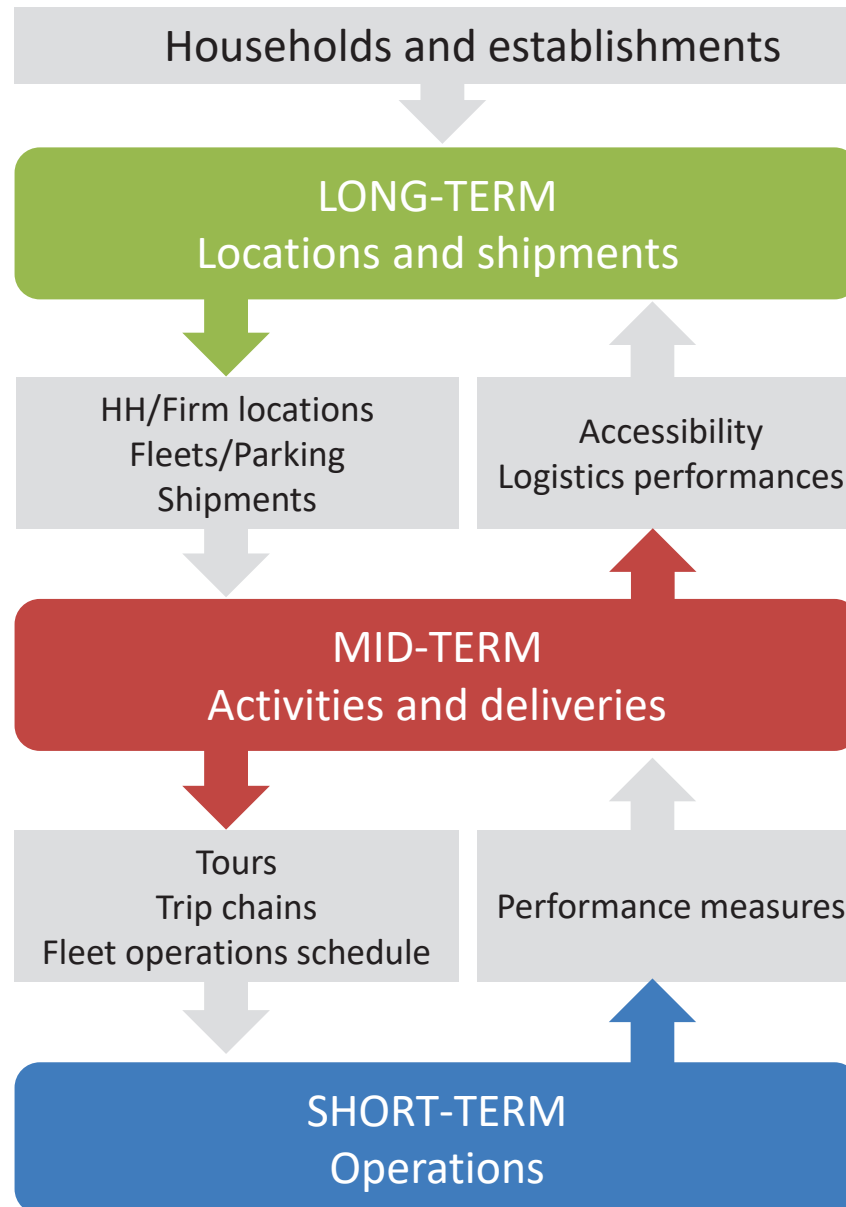 Households and establishments
LONG-TERM
Locations and shipments
HH/Firm locations
Fleets/Parking
Shipments
Accessibility
Logistics performances
MID-TERM
Activities and deliveries
Tours
Trip chains
Fleet operations schedule
Performance measures
SHORT-TERM
Operations